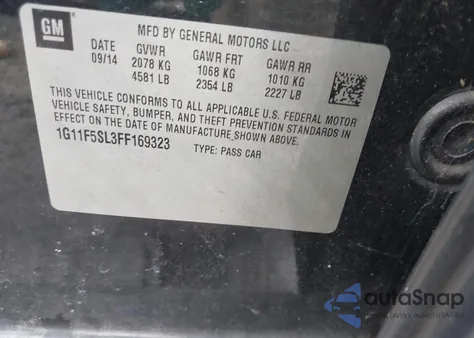 GM
MFD BY GENERAL MOTORS LLC
DATE GVWR GAWR FRT GAWR RR
09/14 2078 KG 1068 KG 1010 KG
4581 LB 2354 LB 2227 LB
THIS VEHICLE CONFORMS TO ALL APPLICABLE U.S. FEDERAL MOTOR
VEHICLE SAFETY, BUMPER, AND THEFT PREVENTION STANDARDS IN
EFFECT ON THE DATE OF MANUFACTURE SHOWN ABOVE.
1G11F5SL3FF169323 TYPE: PASS CAR
autoSnap